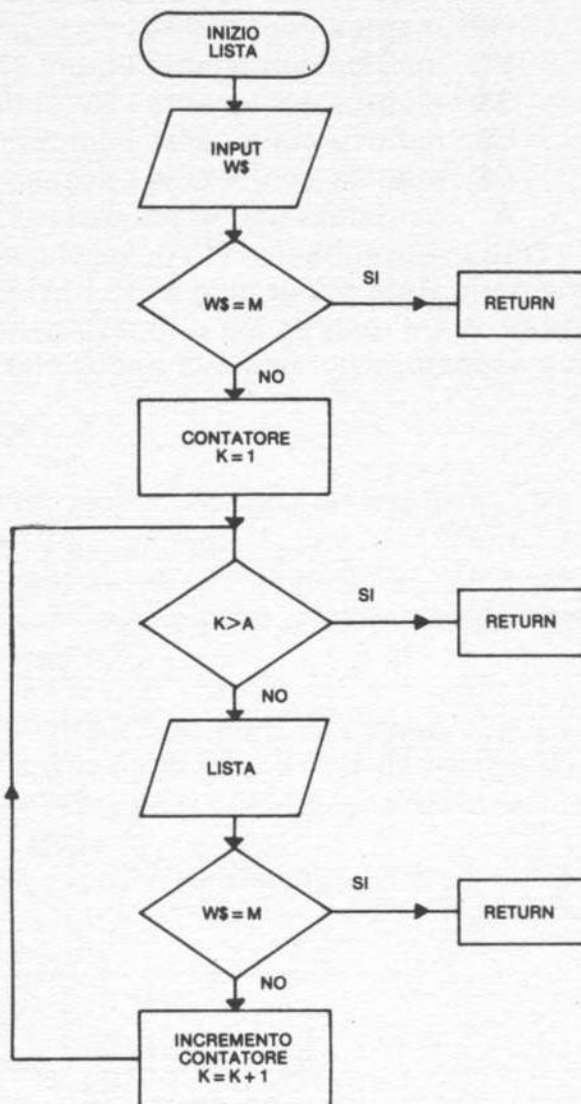 INIZIO
LISTA
INPUT
W$
W$ = M
SI
RETURN
NO
CONTATORE
K = 1
K>A
SI
RETURN
NO
LISTA
W$ = M
SI
RETURN
NO
INCREMENTO
CONTATORE
K = K + 1